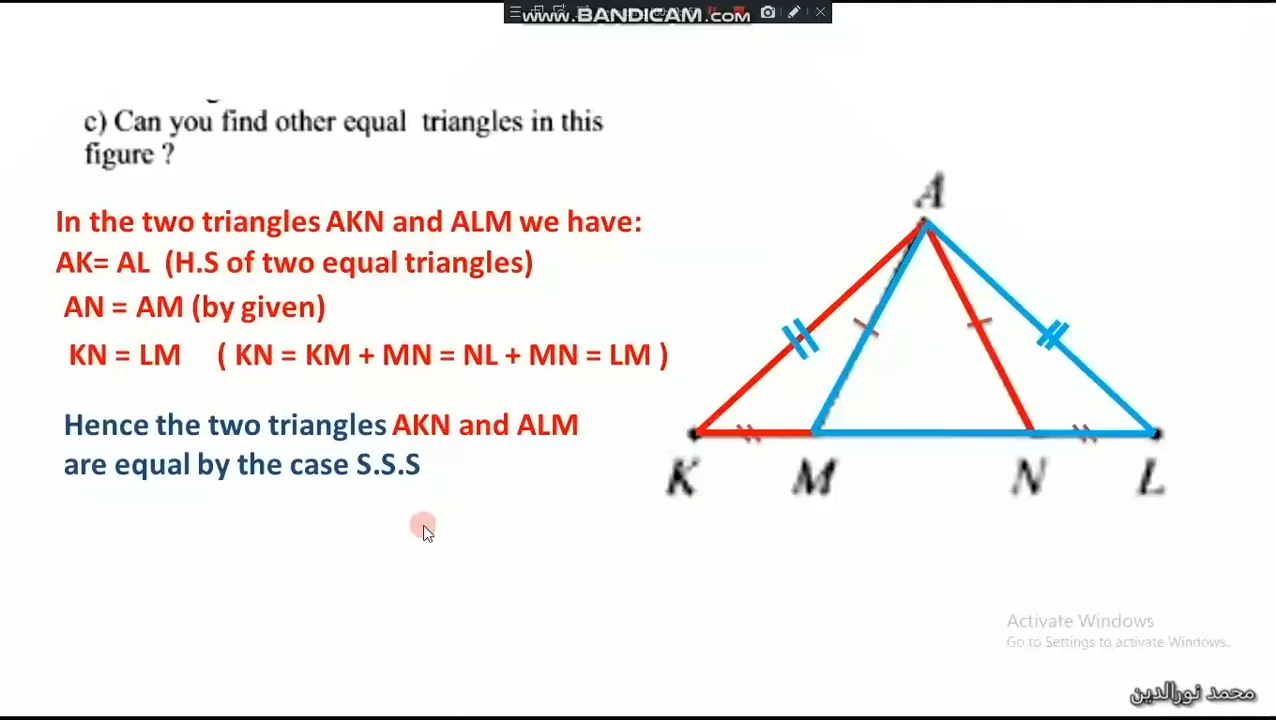 www.BANDICAM.com
c) Can you find other equal triangles in this
figure ?
In the two triangles AKN and ALM we have:
AK= AL (H.S of two equal triangles)
AN = AM (by given)
KN = LM ( KN = KM + MN = NL + MN = LM )
Hence the two triangles AKN and ALM
are equal by the case S.S.S
A
K M N L
Activate Windows
Go to Settings to activate Windows.
محمد نورالدين